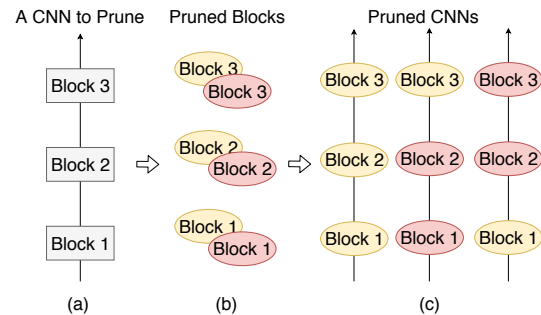 A CNN to Prune
Block 3
Block 2
Block 1
(a)
Pruned Blocks
Block 3
Block 3
Block 2
Block 2
Block 1
Block 1
(b)
Pruned CNNs
Block 3 Block 3 Block 3
Block 2 Block 2 Block 2
Block 1 Block 1 Block 1
(c)